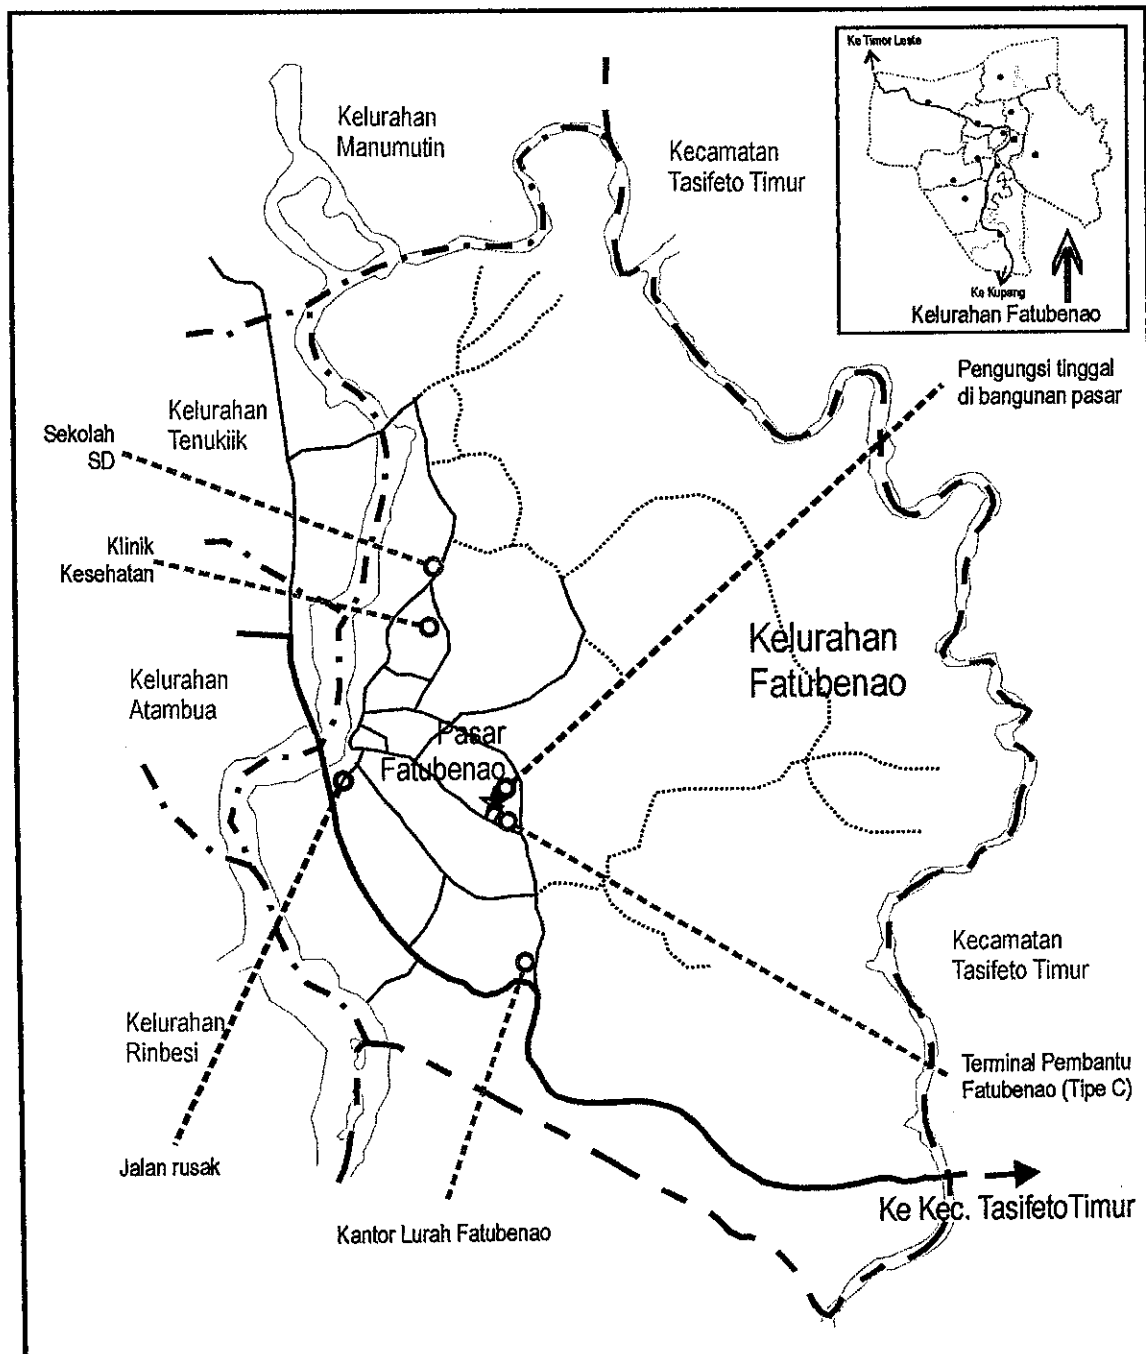 Ke Timor Leste
Ke Kupang
Kelurahan Fatubenao
Kelurahan
Manumutin
Kecamatan
Tasifeto Timur
Pengungsi tinggal
di bangunan pasar
Kelurahan
Tenukiik
Sekolah
SD
Klinik
Kesehatan
Kelurahan
Fatubenao
Kelurahan
Atambua
Pasar
Fatubenao
Kecamatan
Tasifeto Timur
Kelurahan
Rinbesi
Terminal Pembantu
Fatubenao (Tipe C)
Jalan rusak
Ke Kec. TasifetoTimur
Kantor Lurah Fatubenao